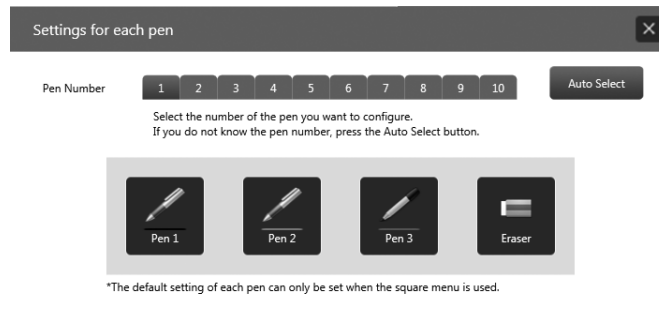 Settings for each pen
Pen Number 1 2 3 4 5 6 7 8 9 10 Auto Select
Select the number of the pen you want to configure.
If you do not know the pen number, press the Auto Select button.
Pen 1 Pen 2 Pen 3 Eraser
*The default setting of each pen can only be set when the square menu is used.